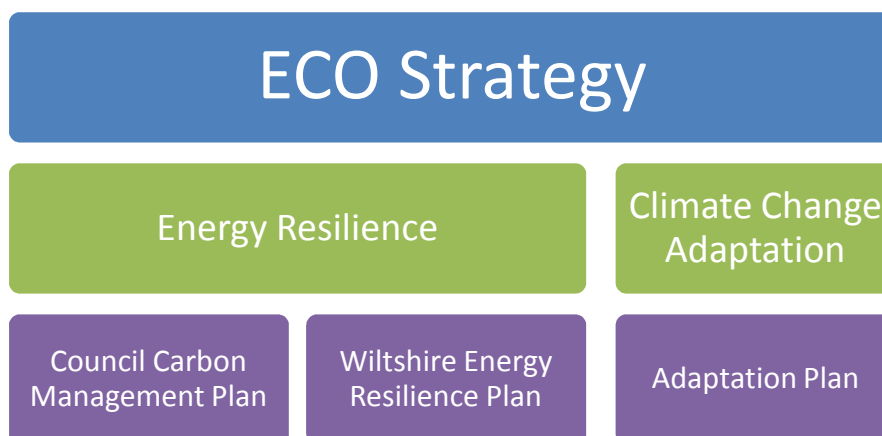 ECO Strategy
Energy Resilience
Climate Change
Adaptation
Council Carbon
Management Plan
Wiltshire Energy
Resilience Plan
Adaptation Plan